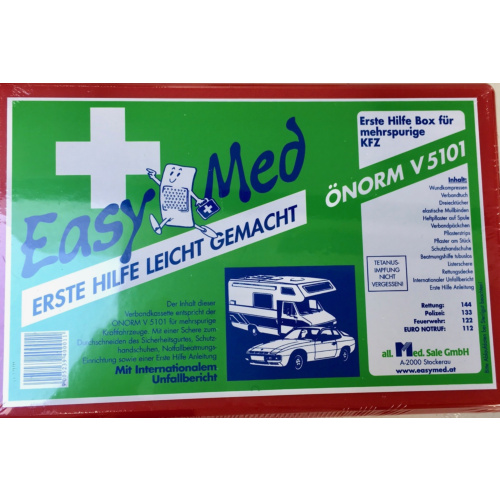 Erste Hilfe Box für
mehrspurige
KFZ
Easy Med
ÖNORM V 5101
ERSTE HILFE LEICHT GEMACHT
Inhalt:
Wundkompressen
Verbandtuch
Dreiecktücher
elastische Mullbinden
Heftpflaster auf Spule
Verbandpäckchen
Pflasterstrips
Pflaster am Stück
Schutzhandschuhe
Beatmungshilfe tubuslos
Listerschere
Rettungsdecke
Internationaler Unfallbericht
Erste Hilfe Anleitung
TETANUS-
IMPFUNG
NICHT
VERGESSEN!
Rettung: 144
Polizei: 133
Feuerwehr: 122
EURO NOTRUF: 112
Der Inhalt dieser
Verbandkassette entspricht der
ÖNORM V 5101 für mehrspurige
Kraftfahrzeuge. Mit einer Schere zum
Durchschneiden des Sicherheitsgurtes, Schutz-
handschuhen, Notfallbeatmungs-
Einrichtung sowie einer Erste Hilfe Anleitung
Mit Internationalem
Unfallbericht
all. Med. Sale GmbH
A-2000 Stockerau
www.easymed.at